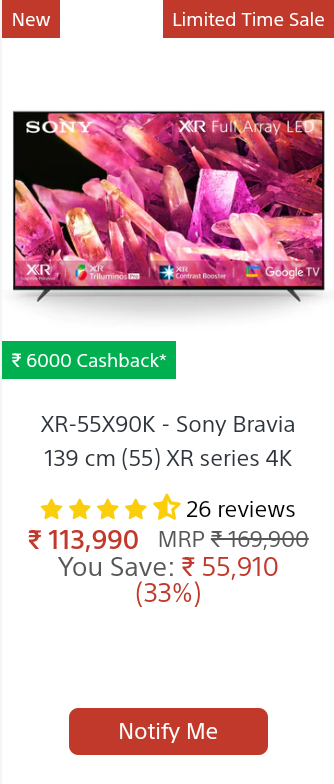 New
Limited Time Sale
SONY
XR Full Array LED
XR
XR Triluminos Pro
XR Contrast Booster
Google TV
₹ 6000 Cashback*
XR-55X90K - Sony Bravia
139 cm (55) XR series 4K
26 reviews
₹ 113,990 MRP ₹ 169,900
You Save: ₹ 55,910
(33%)
Notify Me